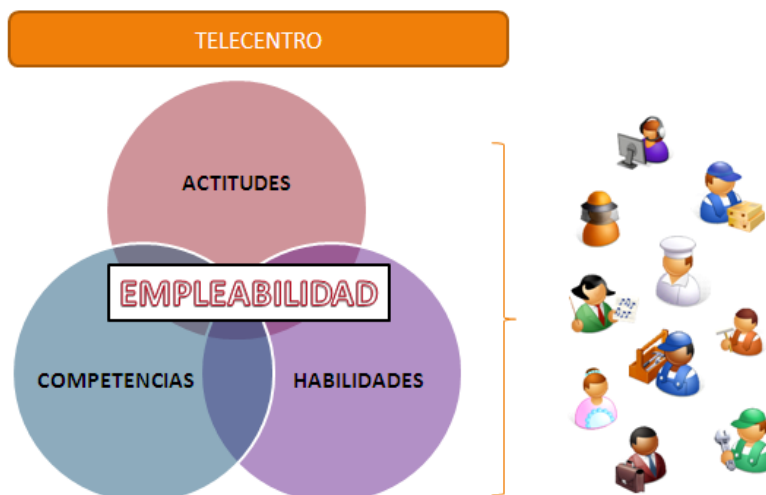 TELECENTRO
ACTITUDES
EMPLEABILIDAD
COMPETENCIAS
HABILIDADES